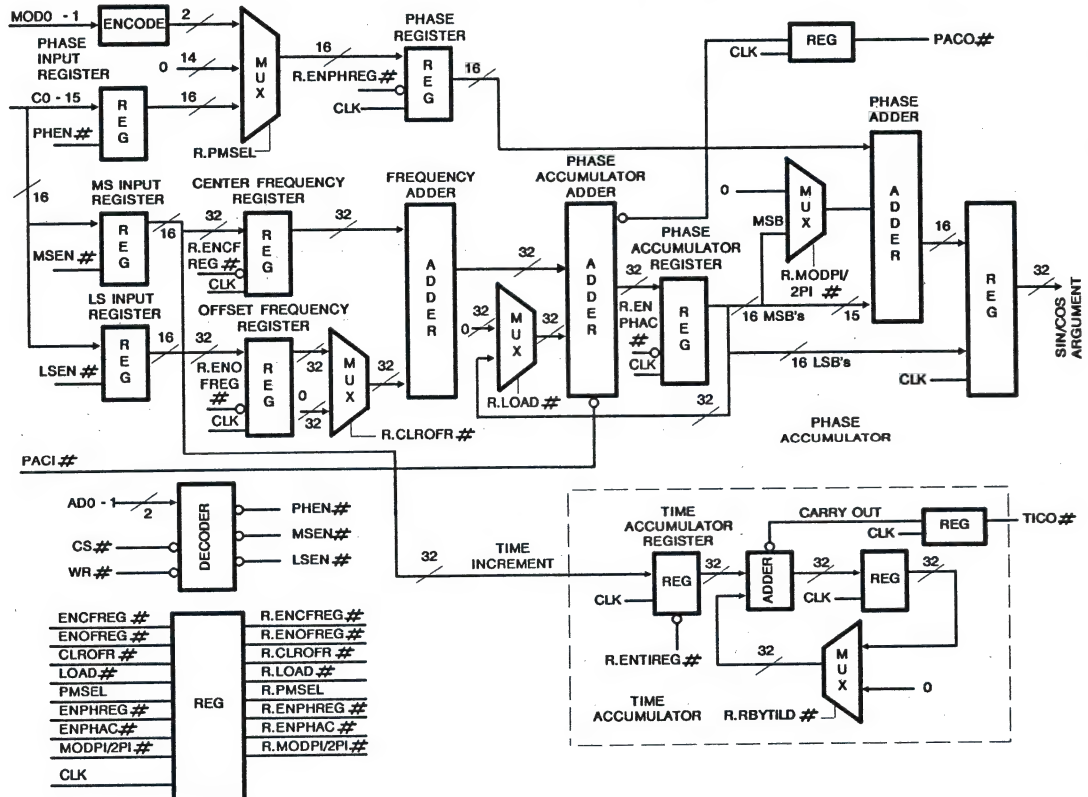 MOD0 - 1
ENCODE
2
PHASE
INPUT
REGISTER
0
14
MUX
16
PHASE
REGISTER
R.ENPHREG#
CLK
REG
16
CLK
REG
PACO#
C0 - 15
REG
16
PHEN#
R.PMSEL
16
PHASE
ADDER
ADDER
MS INPUT
REGISTER
REG
16
MSEN#
CENTER FREQUENCY
REGISTER
32
R.ENCF
REG#
CLK
REG
32
FREQUENCY
ADDER
ADDER
32
PHASE
ACCUMULATOR
ADDER
ADDER
32
0
MUX
32
R.LOAD#
32
PHASE
ACCUMULATOR
REGISTER
32
R.EN
PHAC
#
CLK
REG
0
MSB
MUX
R.MODPI/
2PI #
16 MSB's
15
16 LSB's
16
REG
CLK
32
SIN/COS
ARGUMENT
LS INPUT
REGISTER
REG
16
LSEN#
OFFSET FREQUENCY
REGISTER
32
R.ENO
FREG
#
CLK
REG
32
0
32
MUX
32
R.CLROFR#
PHASE
ACCUMULATOR
PACI#
AD0 - 1
2
CS#
WR#
DECODER
PHEN#
MSEN#
LSEN#
32
TIME
INCREMENT
TIME
ACCUMULATOR
REGISTER
REG
CLK
R.ENTIREG#
32
ADDER
CARRY OUT
CLK
REG
TICO#
32
CLK
REG
32
32
MUX
0
R.RBYTILD #
TIME
ACCUMULATOR
ENCFREG#
ENOFREG#
CLROFR#
LOAD#
PMSEL
ENPHREG#
ENPHAC#
MODPI/2PI#
CLK
REG
R.ENCFREG#
R.ENOFREG#
R.CLROFR#
R.LOAD#
R.PMSEL
R.ENPHREG#
R.ENPHAC#
R.MODPI/2PI#